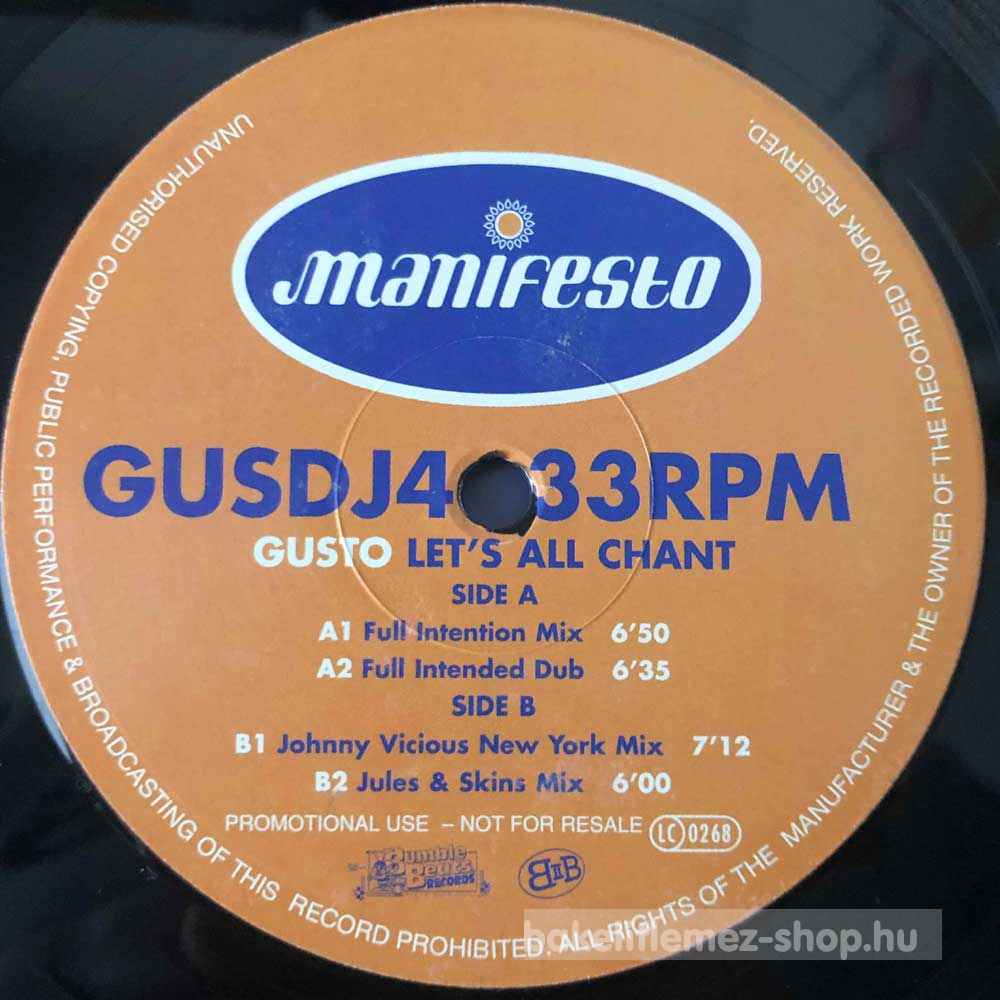 manifesto
GUSDJ4 33RPM
GUSTO LET'S ALL CHANT
SIDE A
A1 Full Intention Mix 6'50
A2 Full Intended Dub 6'35
SIDE B
B1 Johnny Vicious New York Mix 7'12
B2 Jules & Skins Mix 6'00
PROMOTIONAL USE – NOT FOR RESALE LC 0268
Bumble Beats RECORDS
UNAUTHORISED COPYING, PUBLIC PERFORMANCE & BROADCASTING OF THIS RECORD PROHIBITED. ALL RIGHTS OF THE MANUFACTURER & THE OWNER OF THE RECORDED WORK RESERVED.
bakelitlemez-shop.hu